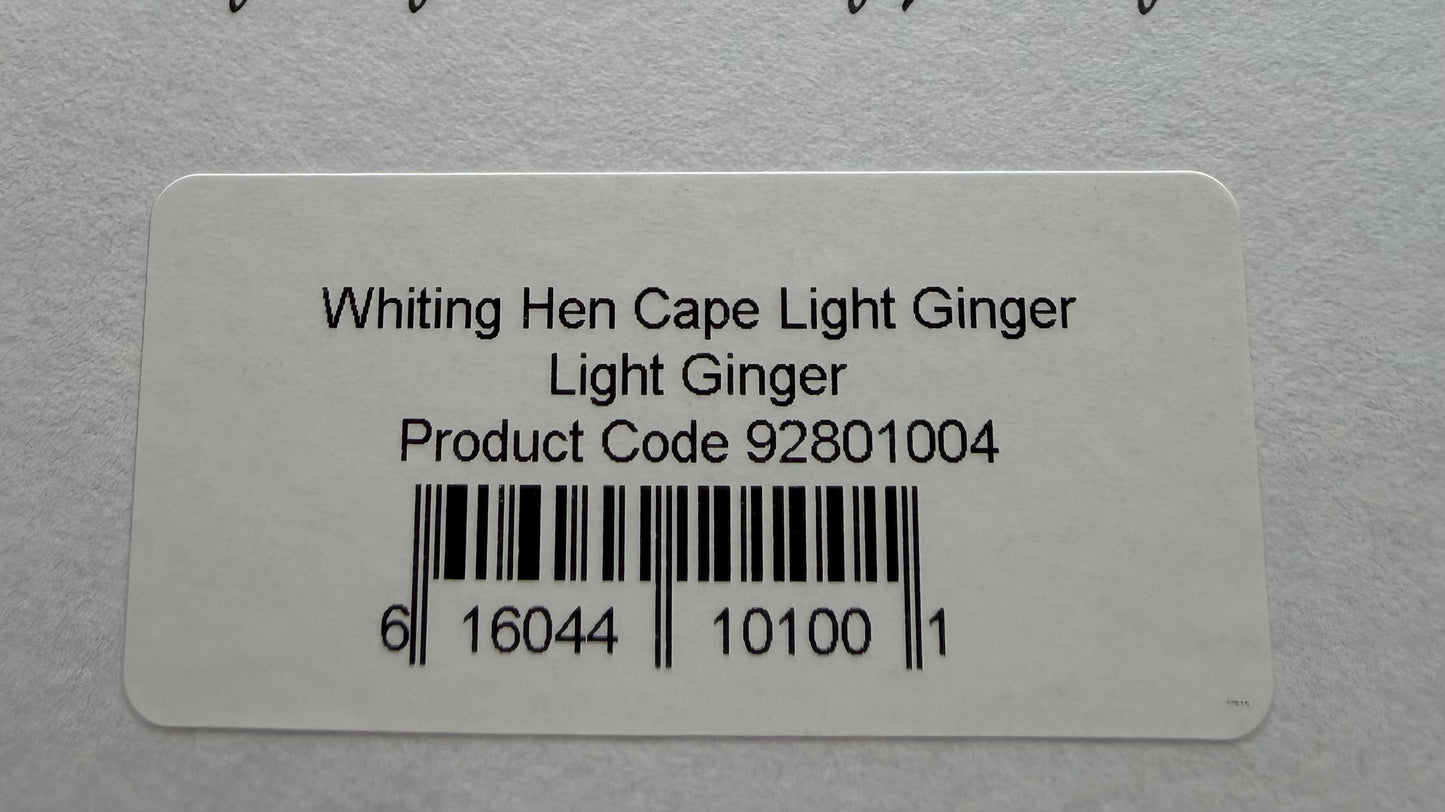 Whiting Hen Cape Light Ginger
Light Ginger
Product Code 92801004
6 16044 10100 1